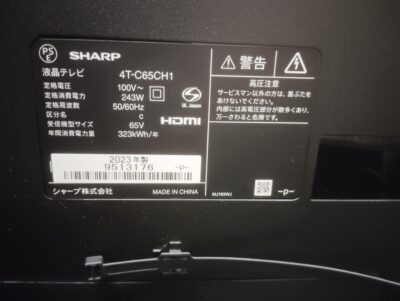 PS E
SHARP
液晶テレビ 4T-C65CH1
定格電圧 100V~
定格消費電力 243W
定格周波数 50/60Hz
区分名 c
受信機型サイズ 65V
年間消費電力量 323kWh/年
UL Japan
HDMI
2023年製
9513176 -P-
シャープ株式会社 MADE IN CHINA
警告
高圧注意
サービスマン以外の方は、裏ぶたを
あけないでください。
内部には高電圧部分が数多くあり、
万一さわると危険です。
-P-